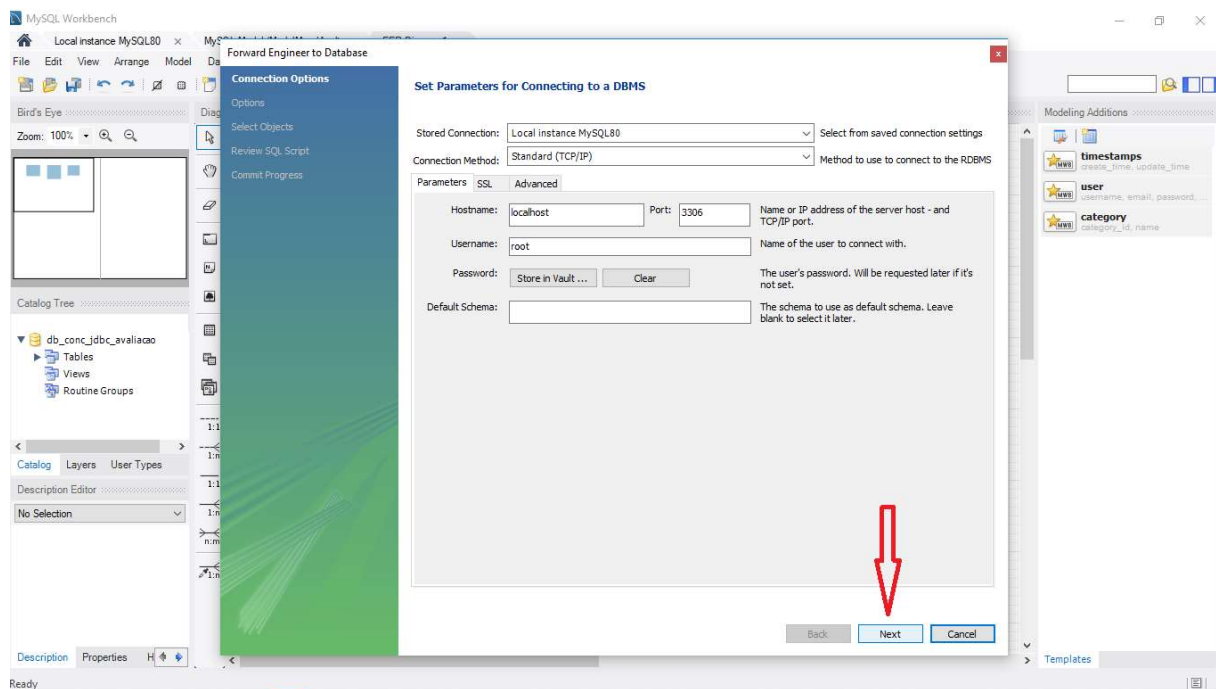 MySQL Workbench
Local instance MySQL80 ×
File Edit View Arrange Model
Bird's Eye
Zoom: 100%
Catalog Tree
db_conc_jdbc_avaliacao
Tables
Views
Routine Groups
Catalog Layers User Types
Description Editor
No Selection
Description Properties H
Ready
1:1
1:n
1:1
1:n
n:m
1:n
Forward Engineer to Database
Connection Options
Options
Select Objects
Review SQL Script
Commit Progress
Set Parameters for Connecting to a DBMS
Stored Connection: Local instance MySQL80 Select from saved connection settings
Connection Method: Standard (TCP/IP) Method to use to connect to the RDBMS
Parameters SSL Advanced
Hostname: localhost Port: 3306 Name or IP address of the server host - and
TCP/IP port.
Username: root Name of the user to connect with.
Password: Store in Vault ... Clear The user's password. Will be requested later if it's
not set.
Default Schema: The schema to use as default schema. Leave
blank to select it later.
Back Next Cancel
Modeling Additions
timestamps
create_time, update_time
user
username, email, password, ...
category
category_id, name
Templates